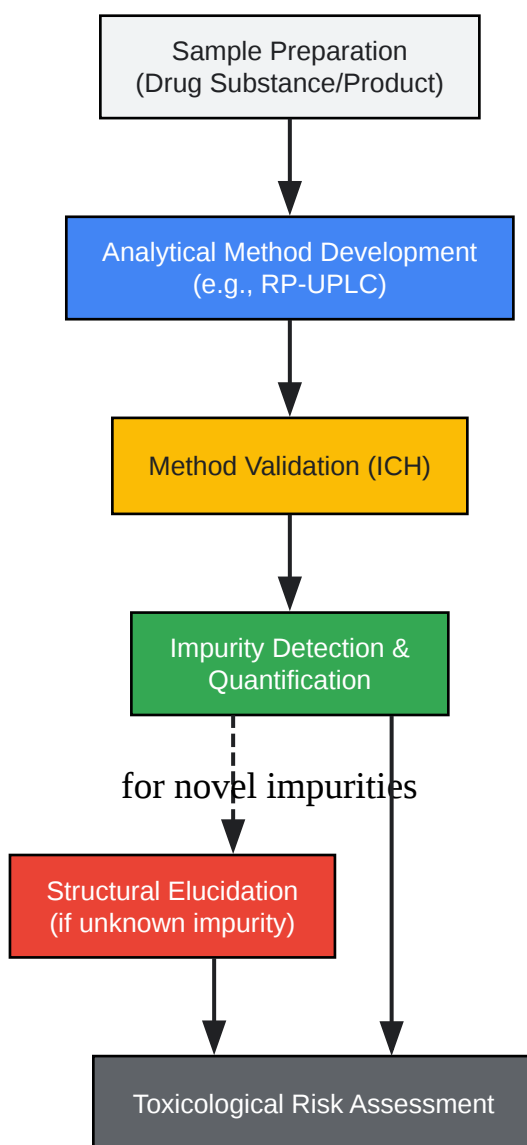 Sample Preparation
(Drug Substance/Product)
Analytical Method Development
(e.g., RP-UPLC)
Method Validation (ICH)
Impurity Detection &
Quantification
for novel impurities
Structural Elucidation
(if unknown impurity)
Toxicological Risk Assessment